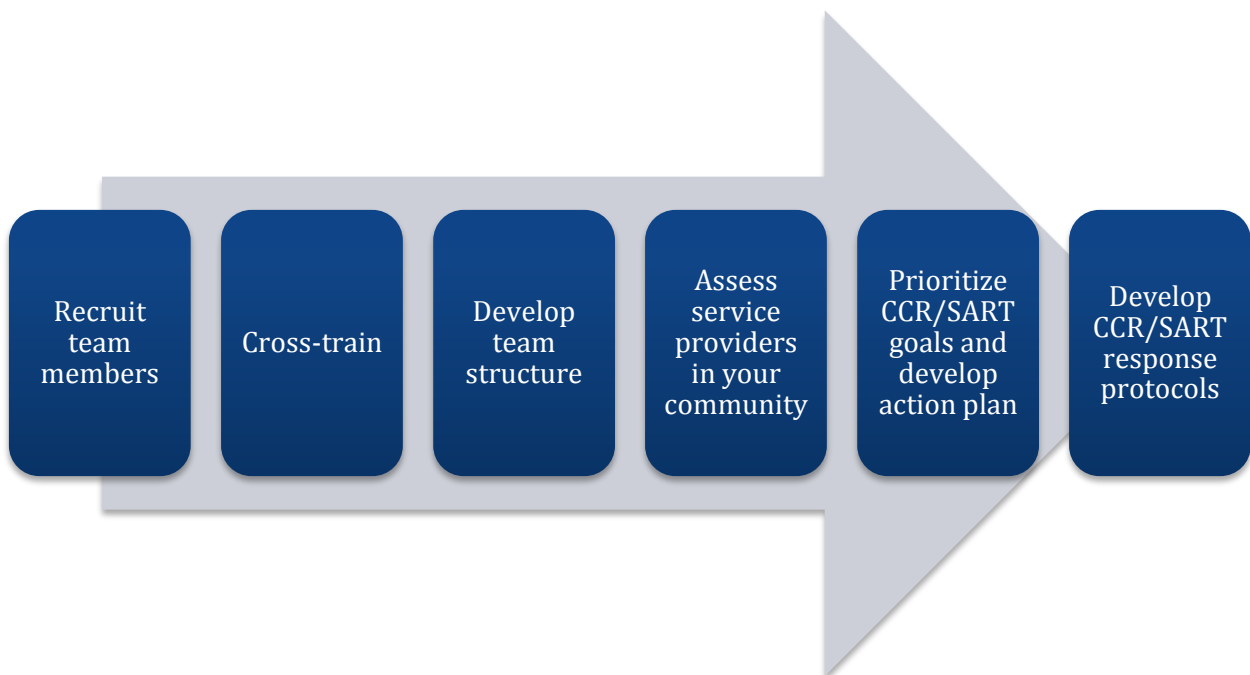 Recruit
team
members
Cross-train
Develop
team
structure
Assess
service
providers
in your
community
Prioritize
CCR/SART
goals and
develop
action plan
Develop
CCR/SART
response
protocols